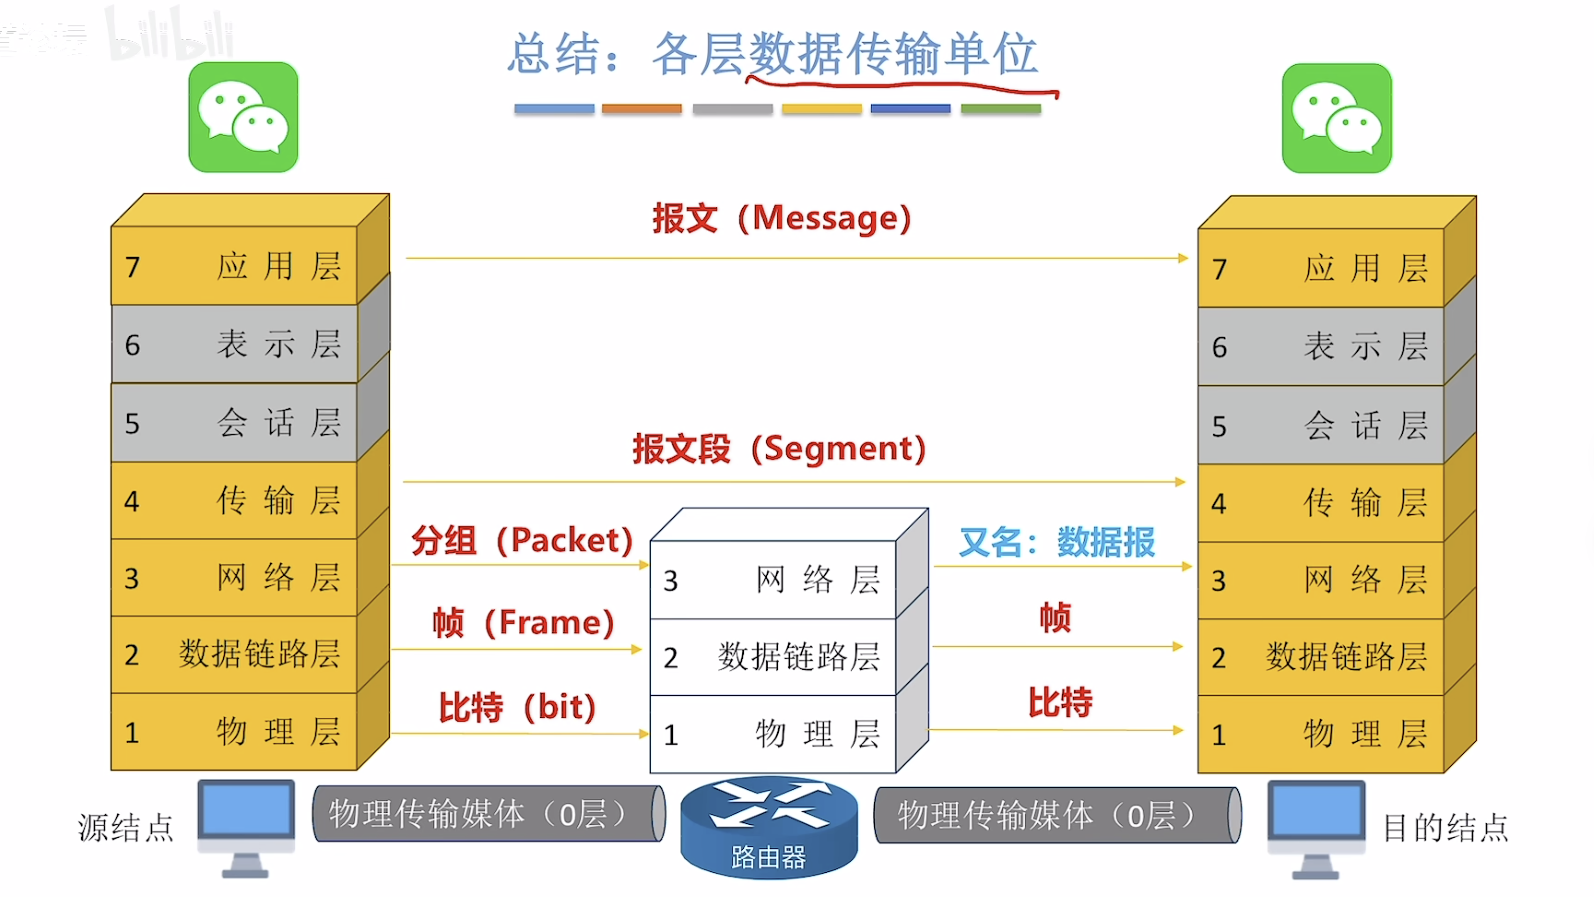 bilibili
总结：各层数据传输单位
报文（Message）
7 应用层
6 表示层
5 会话层
4 传输层
3 网络层
2 数据链路层
1 物理层
报文段（Segment）
分组（Packet）
又名：数据报
帧（Frame）
帧
比特（bit）
比特
3 网络层
2 数据链路层
1 物理层
7 应用层
6 表示层
5 会话层
4 传输层
3 网络层
2 数据链路层
1 物理层
源结点
物理传输媒体（0层）
路由器
物理传输媒体（0层）
目的结点